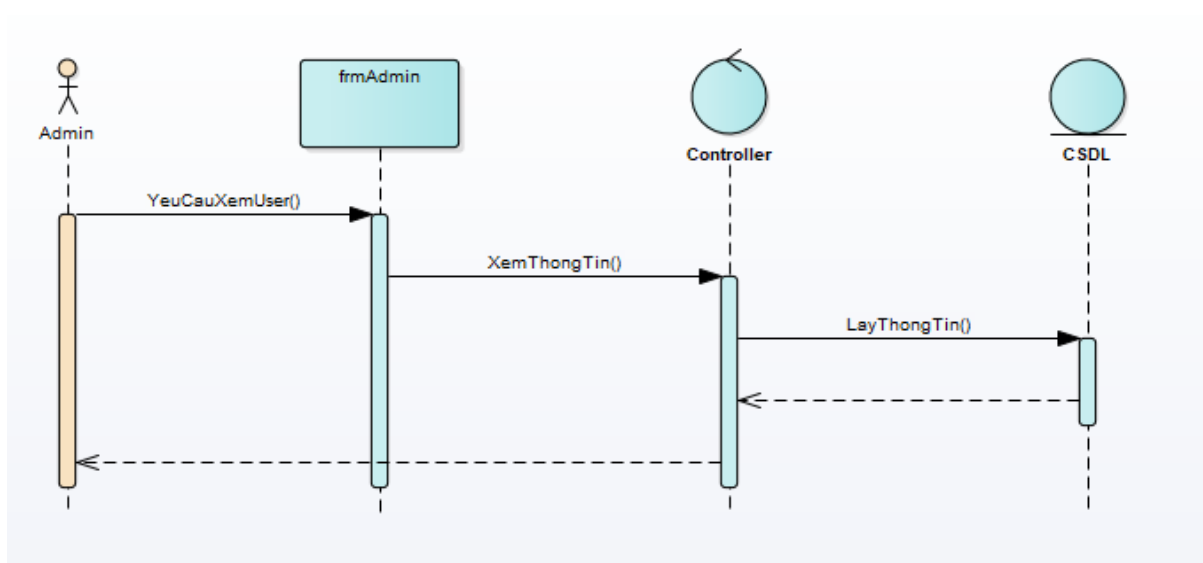 frmAdmin
Admin
Controller
CSDL
YeuCauXemUser()
XemThongTin()
LayThongTin()